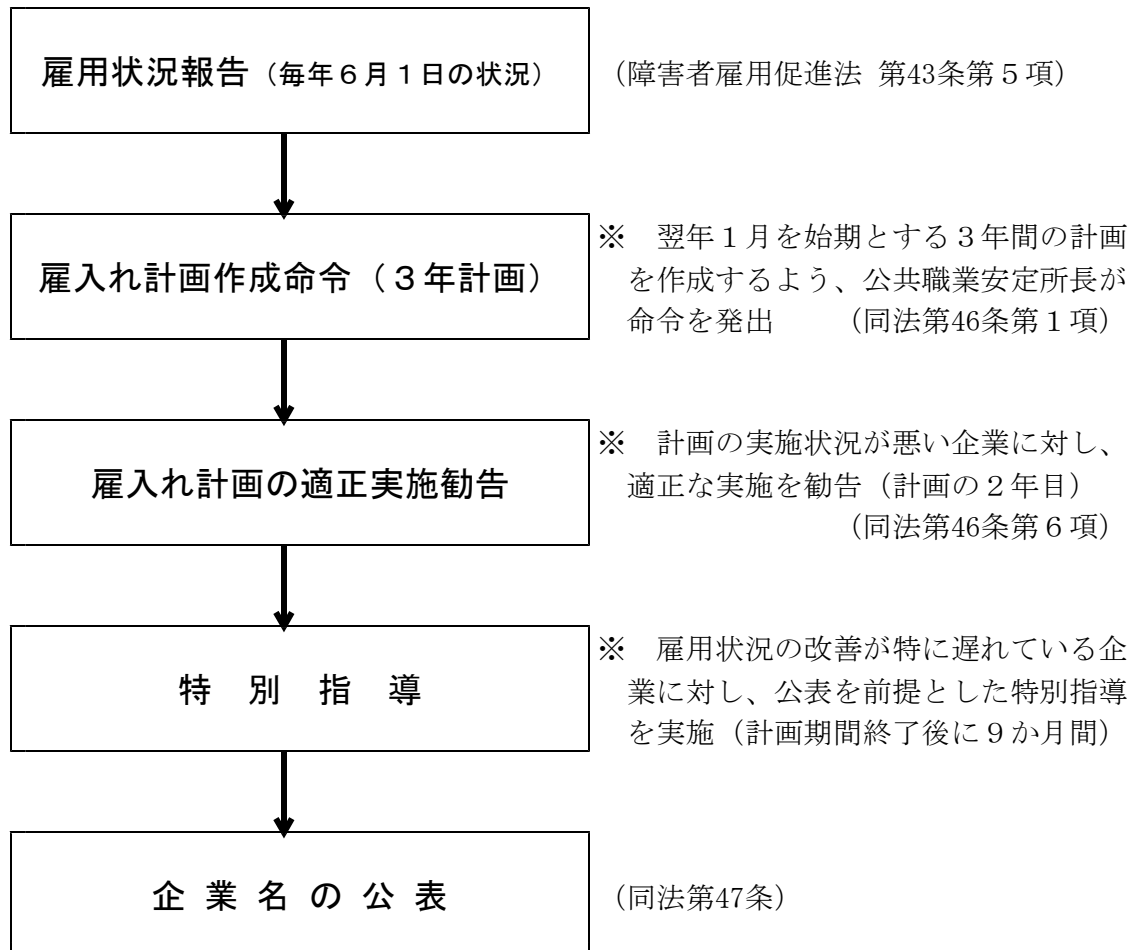 雇用状況報告（毎年６月１日の状況）
（障害者雇用促進法 第43条第５項）
雇入れ計画作成命令（３年計画）
※　翌年１月を始期とする３年間の計画
を作成するよう、公共職業安定所長が
命令を発出　　（同法第46条第１項）
雇入れ計画の適正実施勧告
※　計画の実施状況が悪い企業に対し、
適正な実施を勧告（計画の２年目）
（同法第46条第６項）
特　別　指　導
※　雇用状況の改善が特に遅れている企
業に対し、公表を前提とした特別指導
を実施（計画期間終了後に９か月間）
企 業 名 の 公 表
（同法第47条）